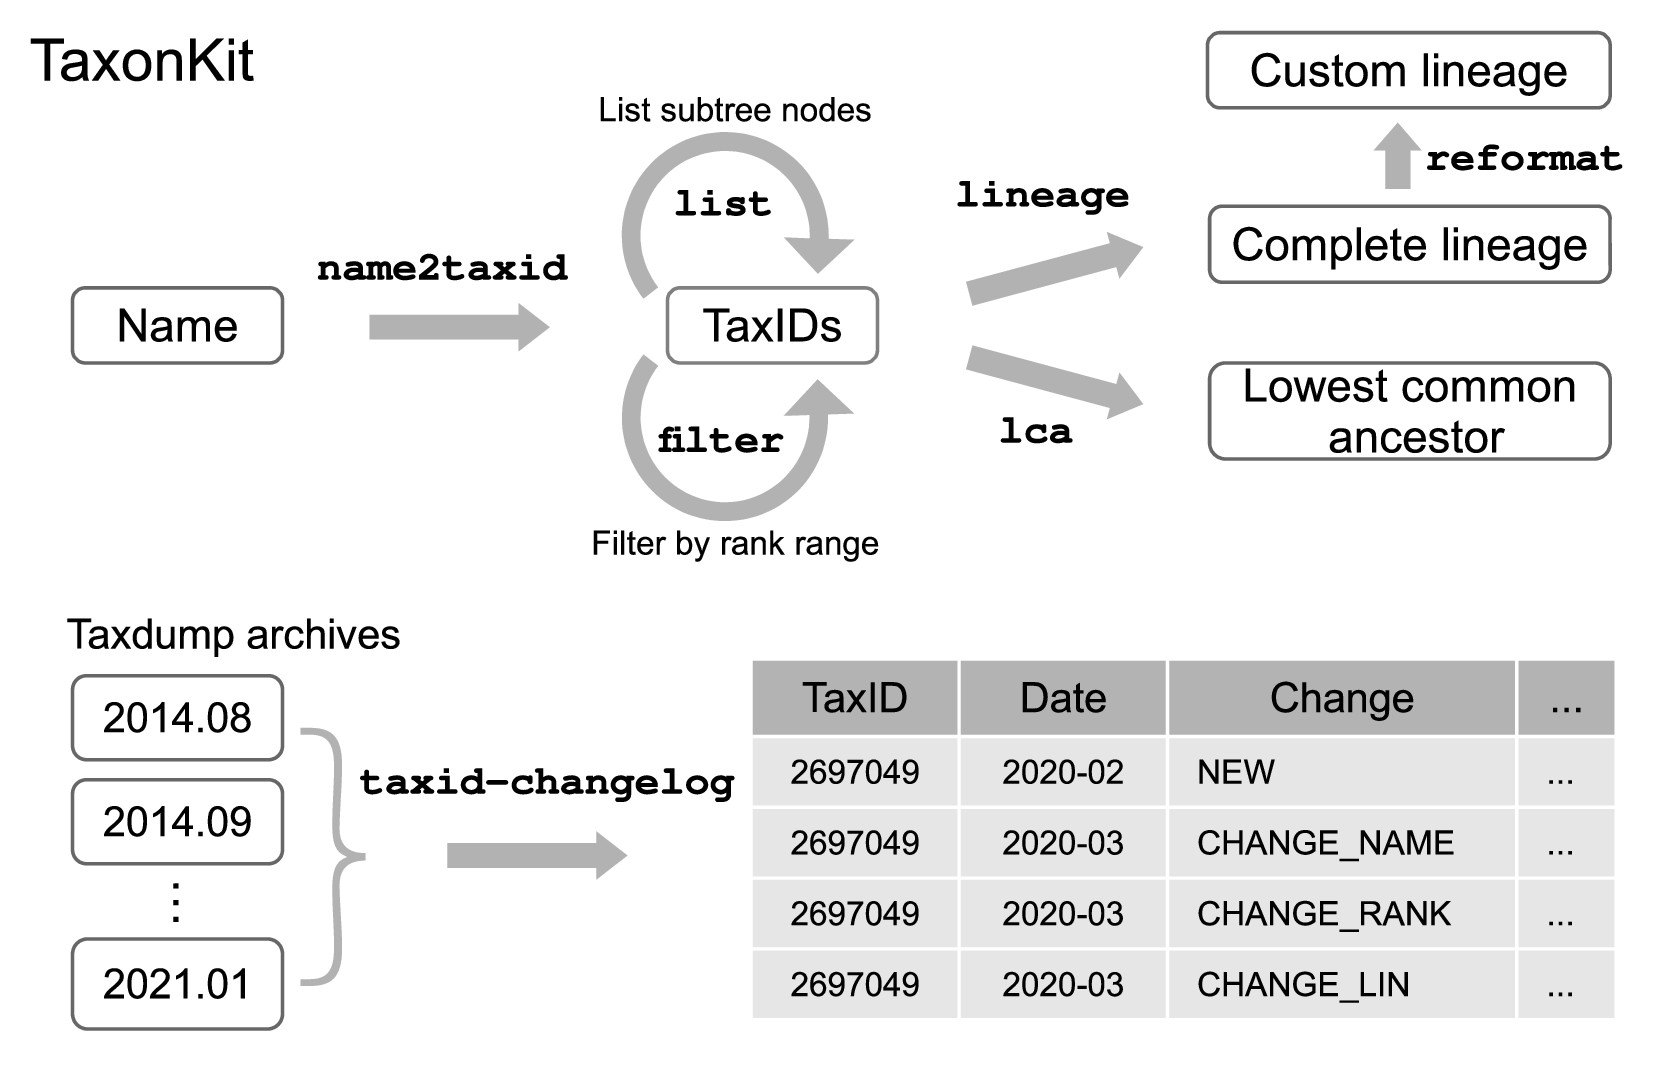 TaxonKit
List subtree nodes
list
name2taxid
Name
TaxIDs
filter
Filter by rank range
lineage
lca
Custom lineage
reformat
Complete lineage
Lowest common
ancestor
Taxdump archives
2014.08
2014.09
⋮
2021.01
taxid-changelog
TaxID Date Change ...
2697049 2020-02 NEW ...
2697049 2020-03 CHANGE_NAME ...
2697049 2020-03 CHANGE_RANK ...
2697049 2020-03 CHANGE_LIN ...